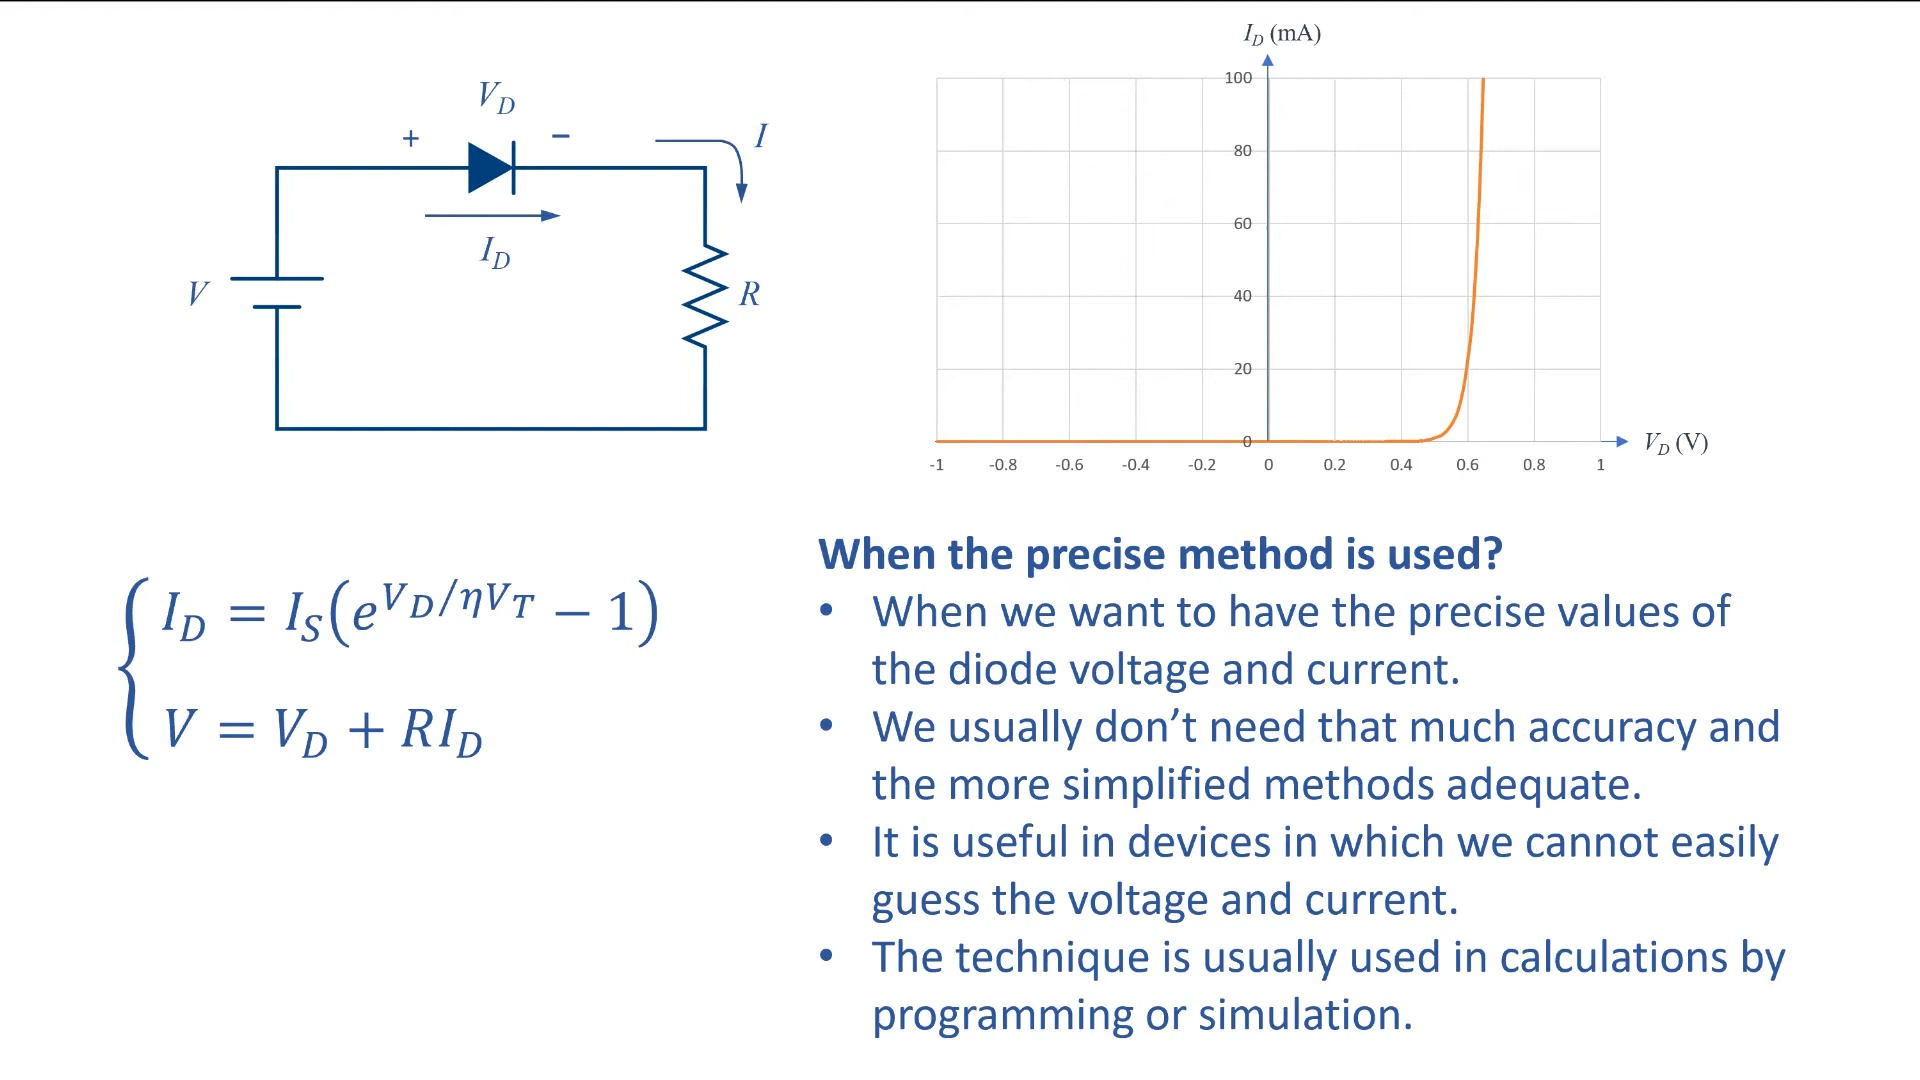 V_D
+
−
I
I_D
V
R
I_D (mA)
100
80
60
40
20
0
-1 -0.8 -0.6 -0.4 -0.2 0 0.2 0.4 0.6 0.8 1
V_D (V)
I_D = I_S(e^{V_D/ηV_T} − 1)
V = V_D + RI_D
When the precise method is used?
• When we want to have the precise values of
the diode voltage and current.
• We usually don’t need that much accuracy and
the more simplified methods adequate.
• It is useful in devices in which we cannot easily
guess the voltage and current.
• The technique is usually used in calculations by
programming or simulation.